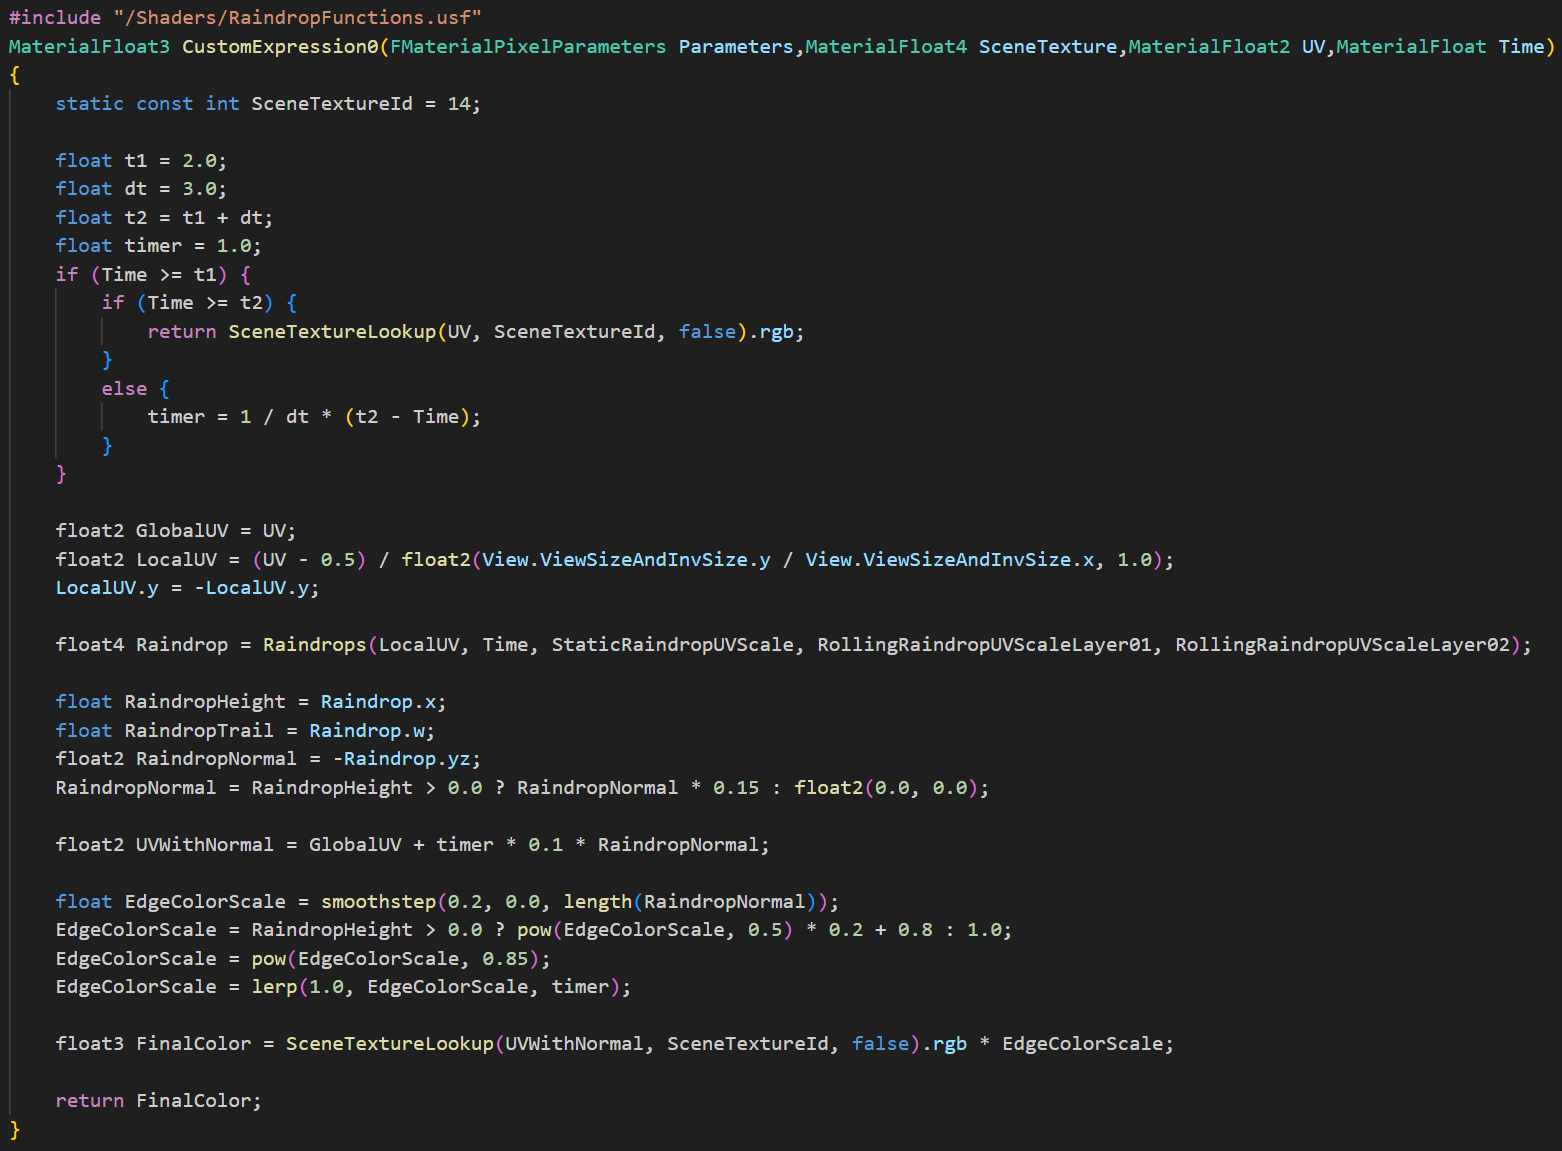 #include "/Shaders/RaindropFunctions.usf"
MaterialFloat3 CustomExpression0(FMaterialPixelParameters Parameters,MaterialFloat4 SceneTexture,MaterialFloat2 UV,MaterialFloat Time)
{
    static const int SceneTextureId = 14;

    float t1 = 2.0;
    float dt = 3.0;
    float t2 = t1 + dt;
    float timer = 1.0;
    if (Time >= t1) {
        if (Time >= t2) {
            return SceneTextureLookup(UV, SceneTextureId, false).rgb;
        }
        else {
            timer = 1 / dt * (t2 - Time);
        }
    }

    float2 GlobalUV = UV;
    float2 LocalUV = (UV - 0.5) / float2(View.ViewSizeAndInvSize.y / View.ViewSizeAndInvSize.x, 1.0);
    LocalUV.y = -LocalUV.y;

    float4 Raindrop = Raindrops(LocalUV, Time, StaticRaindropUVScale, RollingRaindropUVScaleLayer01, RollingRaindropUVScaleLayer02);

    float RaindropHeight = Raindrop.x;
    float RaindropTrail = Raindrop.w;
    float2 RaindropNormal = -Raindrop.yz;
    RaindropNormal = RaindropHeight > 0.0 ? RaindropNormal * 0.15 : float2(0.0, 0.0);

    float2 UVWithNormal = GlobalUV + timer * 0.1 * RaindropNormal;

    float EdgeColorScale = smoothstep(0.2, 0.0, length(RaindropNormal));
    EdgeColorScale = RaindropHeight > 0.0 ? pow(EdgeColorScale, 0.5) * 0.2 + 0.8 : 1.0;
    EdgeColorScale = pow(EdgeColorScale, 0.85);
    EdgeColorScale = lerp(1.0, EdgeColorScale, timer);

    float3 FinalColor = SceneTextureLookup(UVWithNormal, SceneTextureId, false).rgb * EdgeColorScale;

    return FinalColor;
}